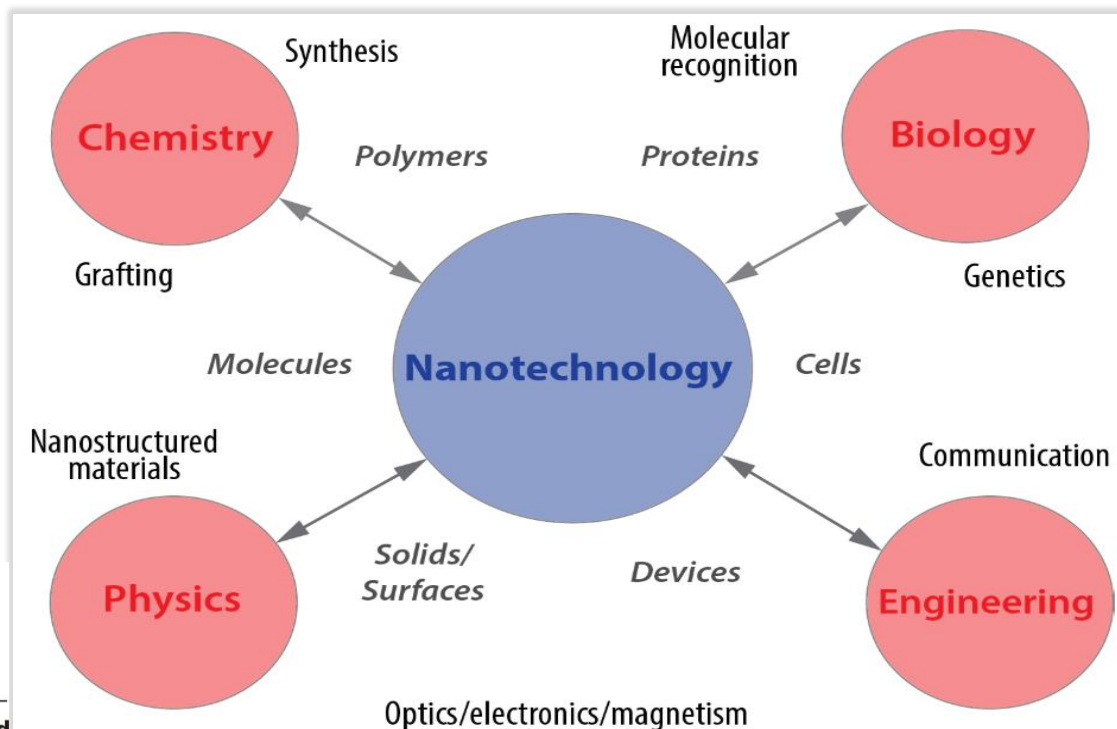 Synthesis
Molecular
recognition
Chemistry
Biology
Polymers
Proteins
Grafting
Genetics
Molecules
Nanotechnology
Cells
Nanostructured
materials
Communication
Solids/
Surfaces
Devices
Physics
Engineering
Optics/electronics/magnetism